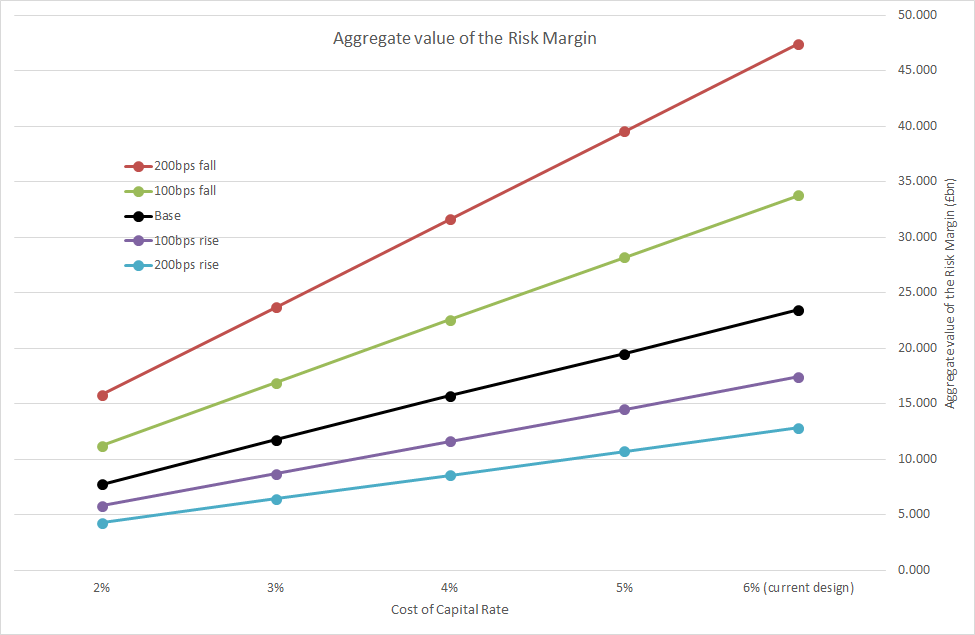 Aggregate value of the Risk Margin
200bps fall
100bps fall
Base
100bps rise
200bps rise
50.000
45.000
40.000
35.000
30.000
25.000
20.000
15.000
10.000
5.000
0.000
Aggregate value of the Risk Margin (£bn)
2%
3%
4%
5%
6% (current design)
Cost of Capital Rate